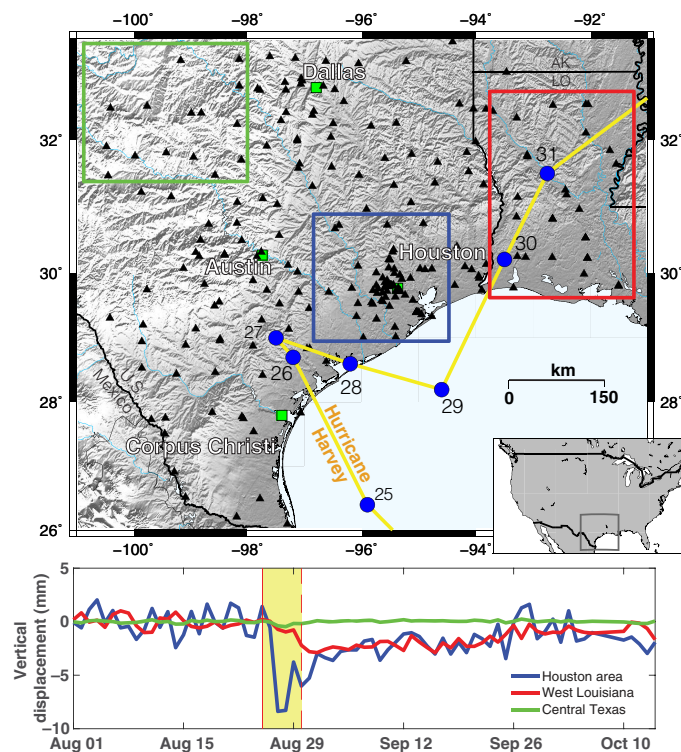 -100˚ -98˚ -96˚ -94˚ -92˚
Dallas
AK
LO
32˚ 32˚
31
Houston 30
30˚ 30˚
Austin
27
26
28
29
km
0 150
28˚ 28˚
U.S.
Mexico
Hurricane
Harvey
Corpus Christi
25
26˚
-100˚ -98˚ -96˚ -94˚ -92˚
Vertical
displacement (mm)
5
0
-5
-10
Houston area
West Louisiana
Central Texas
Aug 01 Aug 15 Aug 29 Sep 12 Sep 26 Oct 10